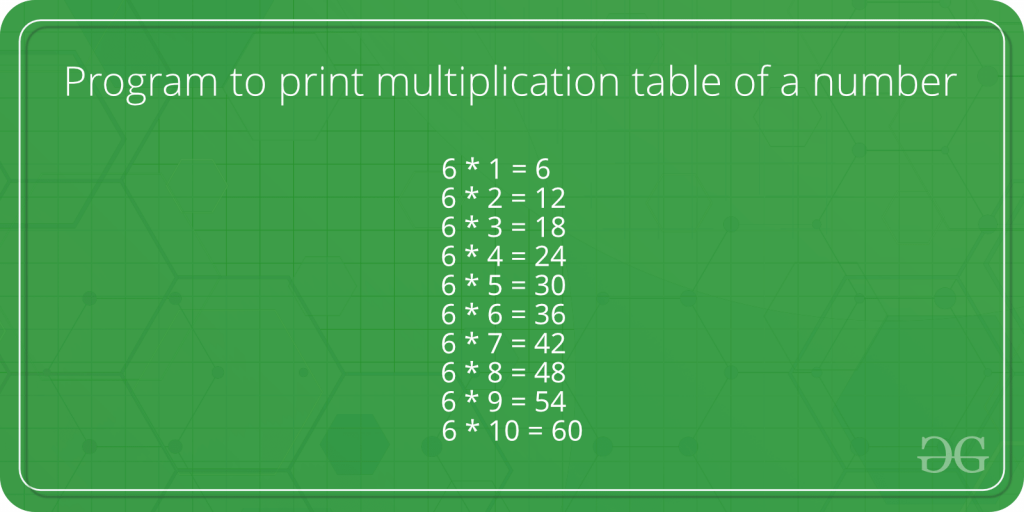 Program to print multiplication table of a number
6 * 1 = 6
6 * 2 = 12
6 * 3 = 18
6 * 4 = 24
6 * 5 = 30
6 * 6 = 36
6 * 7 = 42
6 * 8 = 48
6 * 9 = 54
6 * 10 = 60